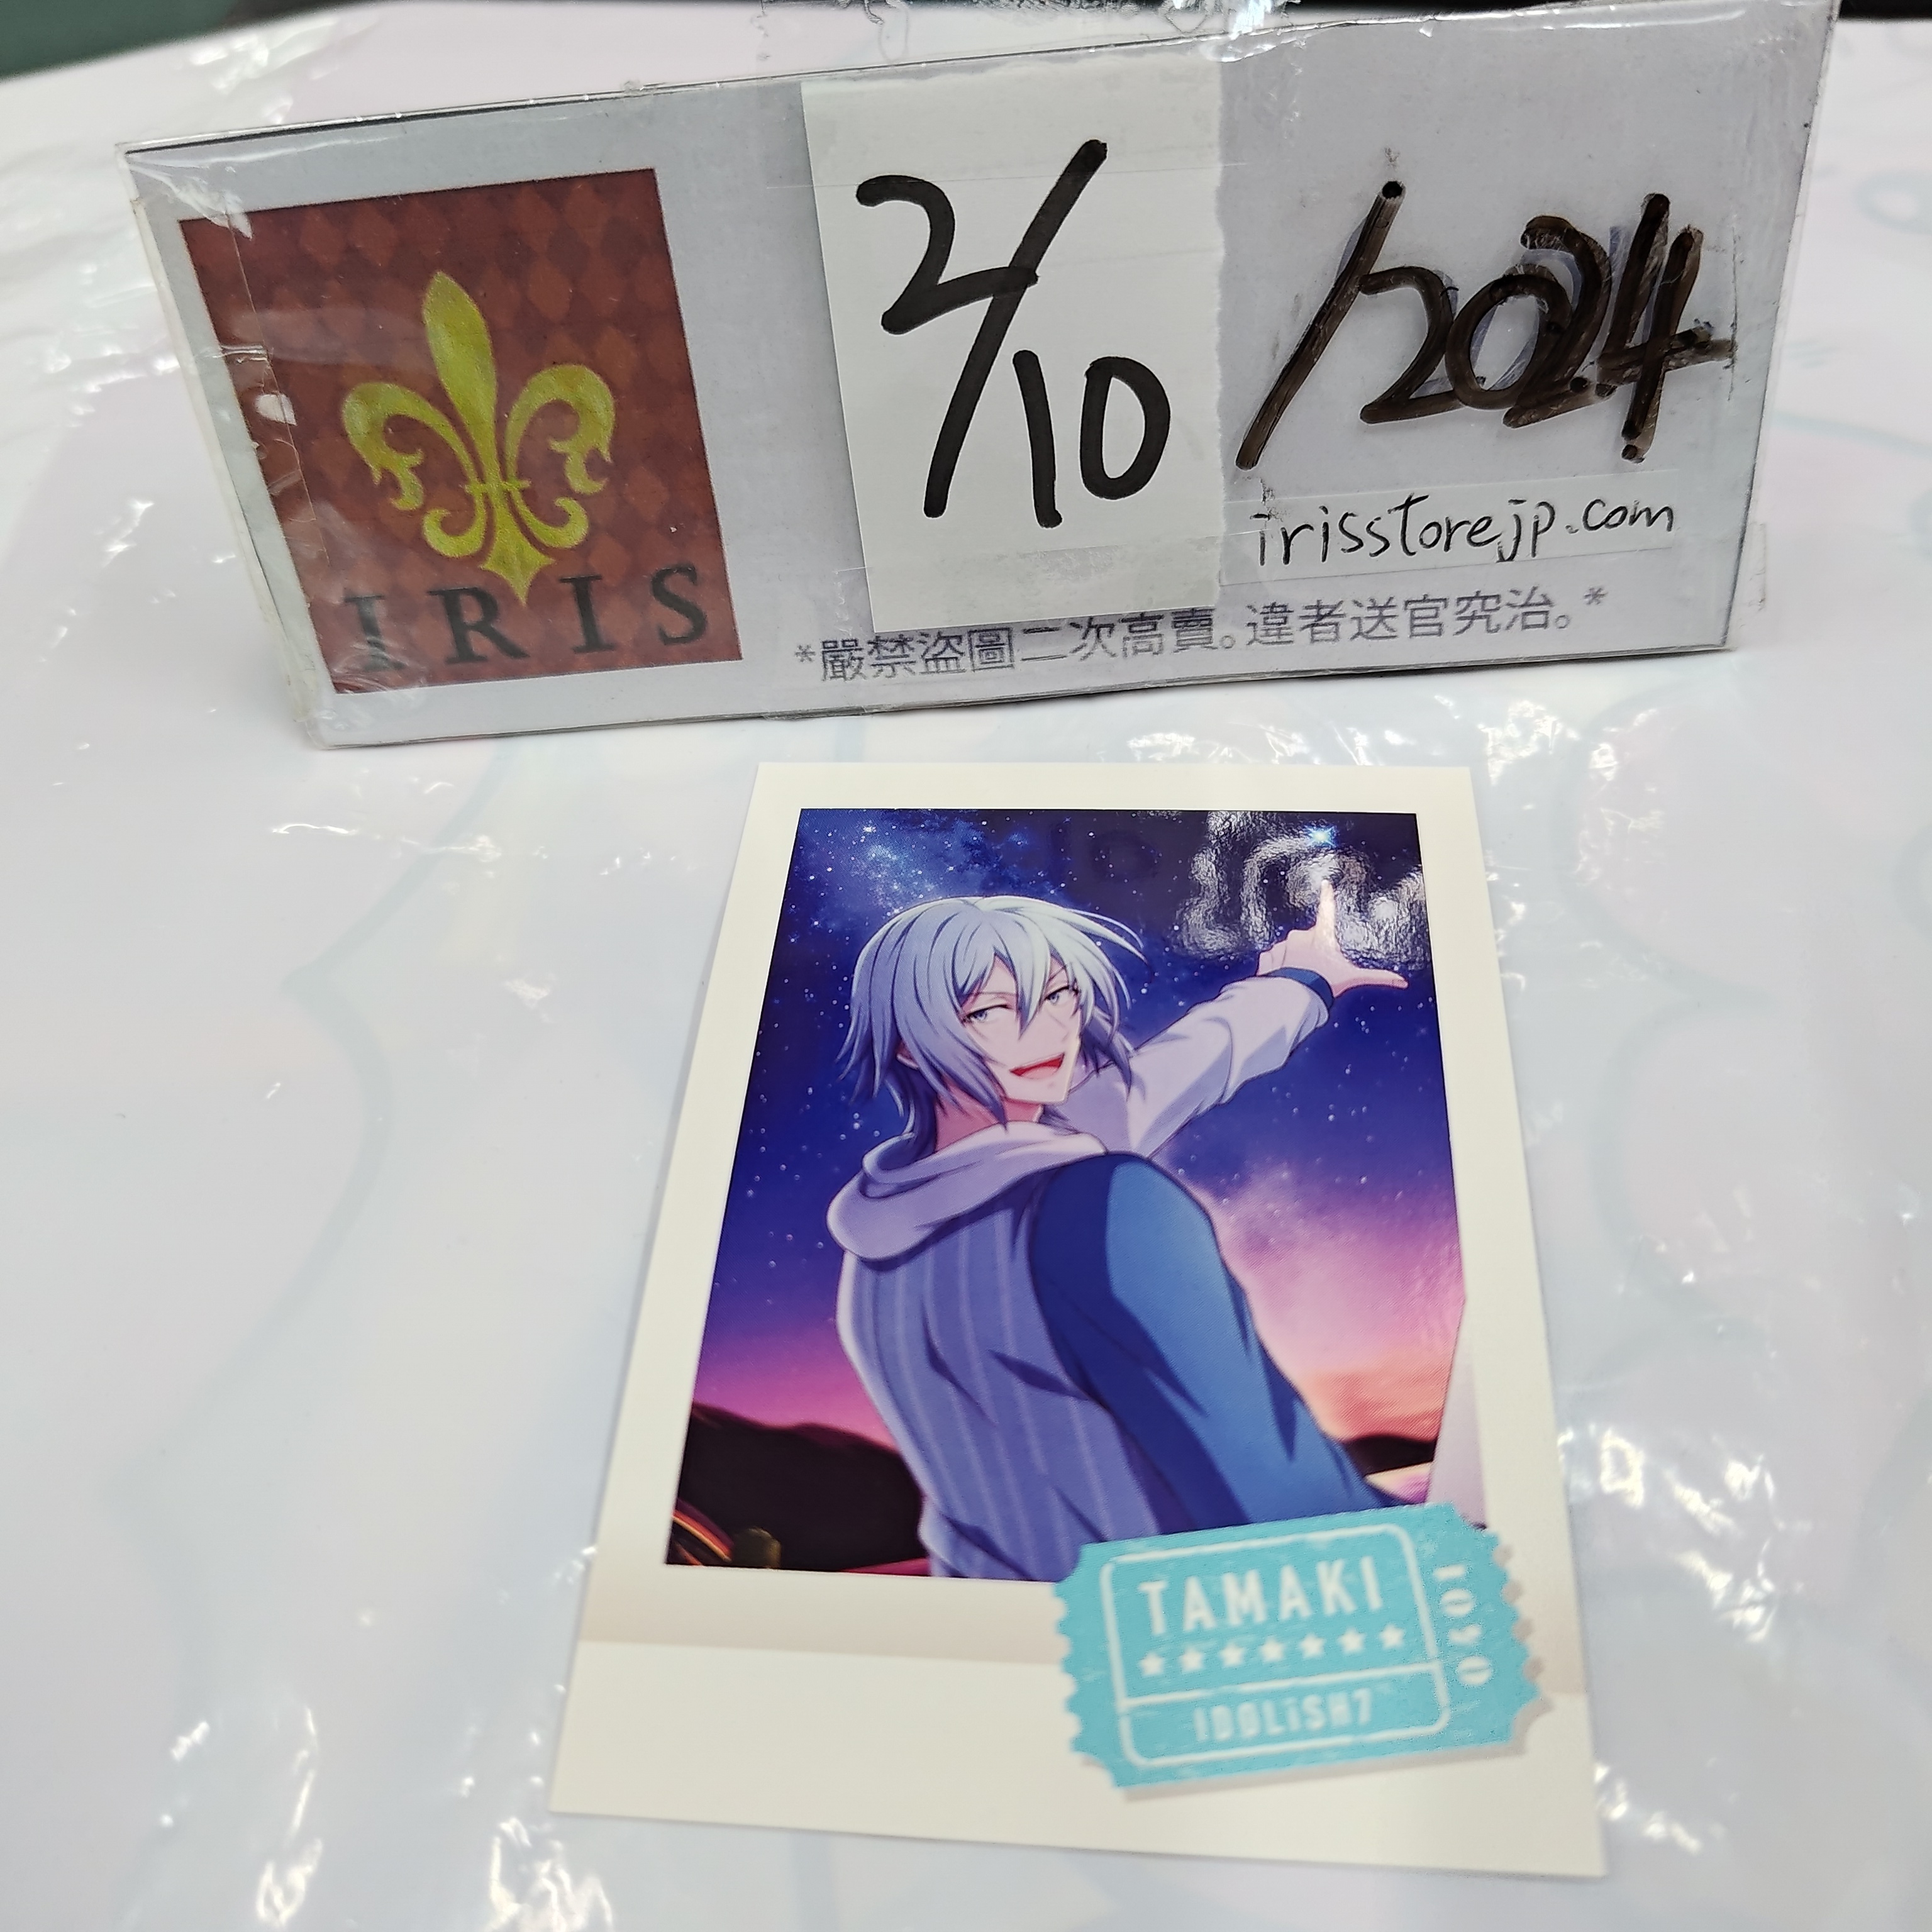 IRIS
2/10
/2024
irisstorejp.com
*嚴禁盜圖二次高賣。違者送官究治。*
TAMAKI
★★★★★★★
IDOLiSH7
1030